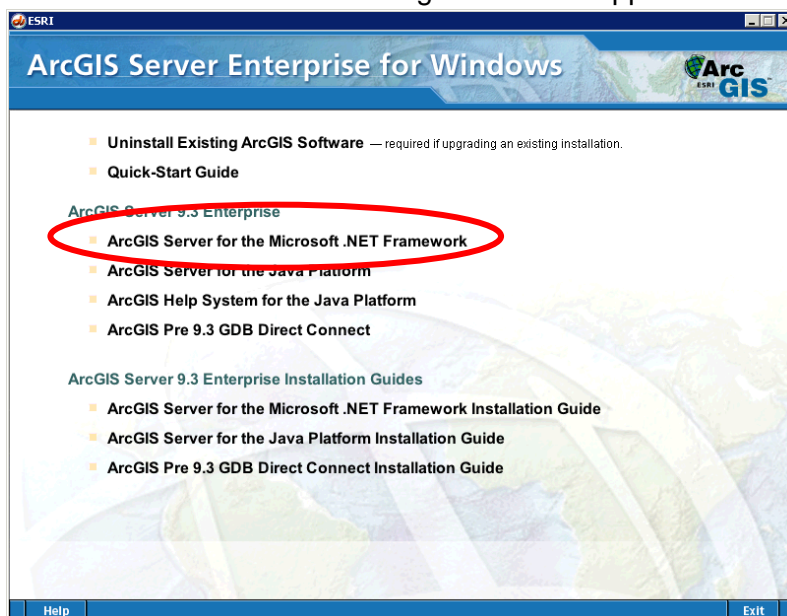 ESRI
ArcGIS Server Enterprise for Windows
Arc
ESRI GIS
Uninstall Existing ArcGIS Software — required if upgrading an existing installation.
Quick-Start Guide
ArcGIS Server 9.3 Enterprise
ArcGIS Server for the Microsoft .NET Framework
ArcGIS Server for the Java Platform
ArcGIS Help System for the Java Platform
ArcGIS Pre 9.3 GDB Direct Connect
ArcGIS Server 9.3 Enterprise Installation Guides
ArcGIS Server for the Microsoft .NET Framework Installation Guide
ArcGIS Server for the Java Platform Installation Guide
ArcGIS Pre 9.3 GDB Direct Connect Installation Guide
Help Exit